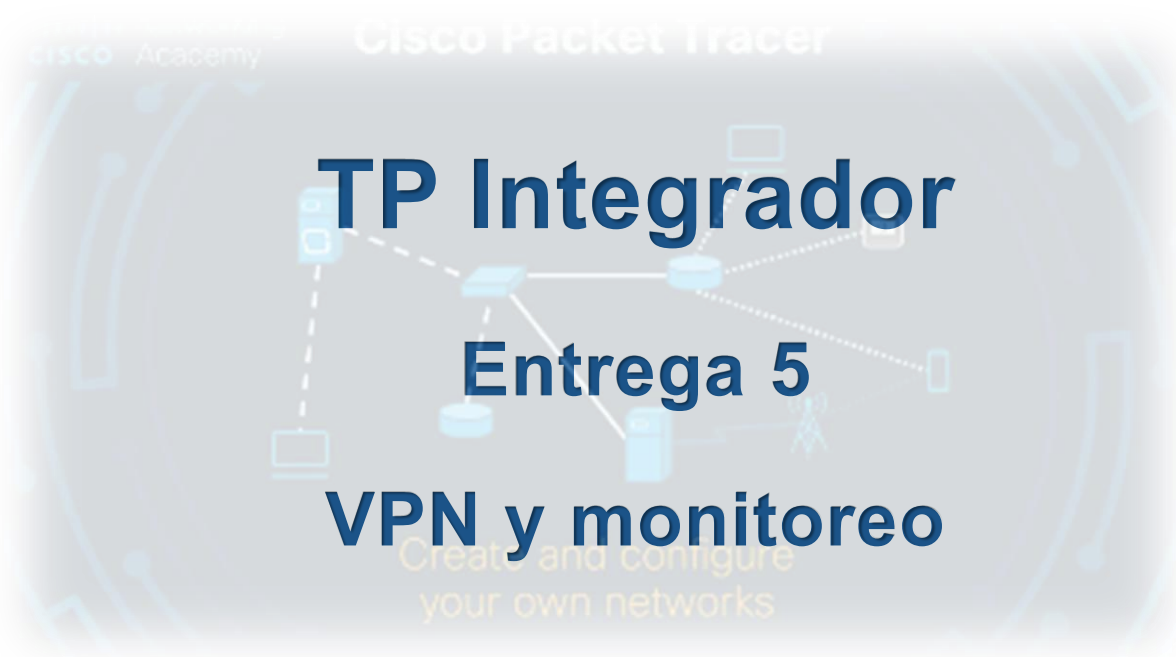 Cisco Packet Tracer
cisco Academy
TP Integrador
Entrega 5
VPN y monitoreo
Create and configure
your own networks